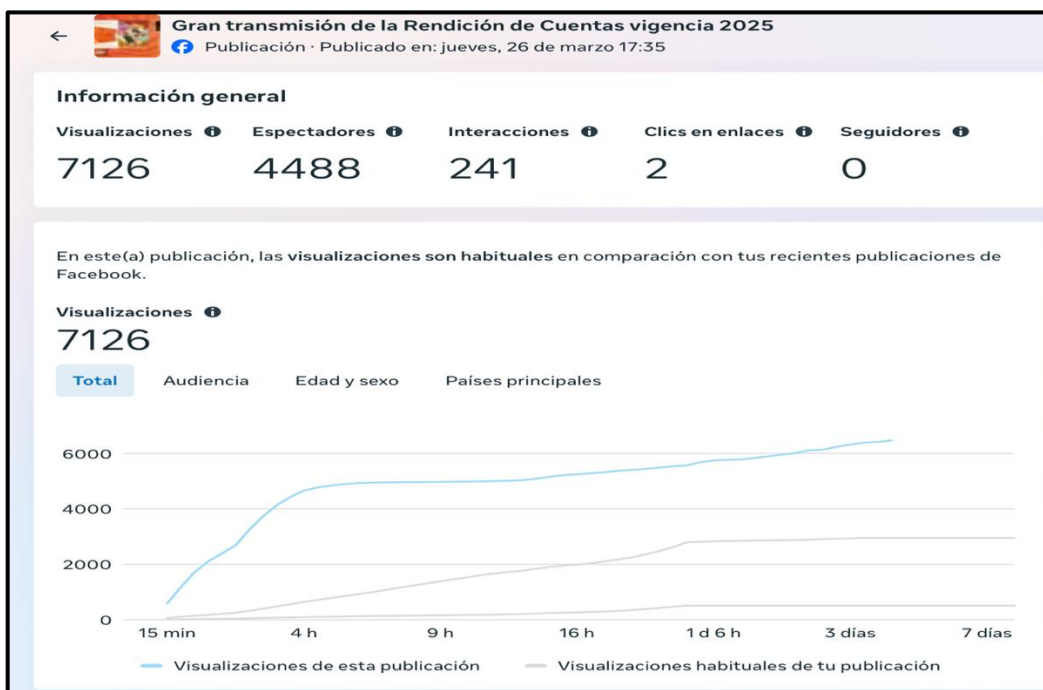 Gran transmisión de la Rendición de Cuentas vigencia 2025
Publicación · Publicado en: jueves, 26 de marzo 17:35
Información general
Visualizaciones Espectadores Interacciones Clics en enlaces Seguidores
7126 4488 241 2 0
En este(a) publicación, las visualizaciones son habituales en comparación con tus recientes publicaciones de
Facebook.
Visualizaciones
7126
Total Audiencia Edad y sexo Países principales
6000
4000
2000
0
15 min 4 h 9 h 16 h 1 d 6 h 3 días 7 días
Visualizaciones de esta publicación Visualizaciones habituales de tu publicación